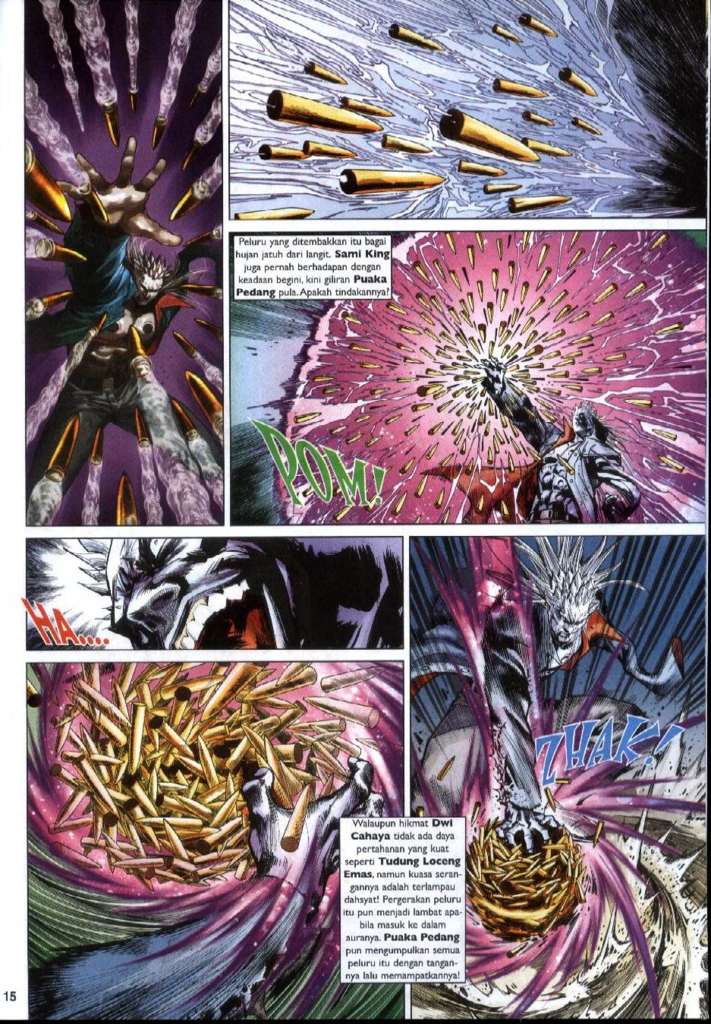 Peluru yang ditembakkan itu bagai
hujan jatuh dari langit. Sami King
juga pernah berhadapan dengan
keadaan begini, kini giliran Puaka
Pedang pula. Apakah tindakannya?
POM!
HA....
ZHAK!
Walaupun hikmat Dwi
Cahaya tidak ada daya
pertahanan yang kuat
seperti Tudung Loceng
Emas, namun kuasa seran-
gannya adalah terlampau
dahsyat! Pergerakan peluru
itu pun menjadi lambat apa-
bila masuk ke dalam
auranya. Puaka Pedang
pun mengumpulkan semua
peluru itu dengan tangan-
nya lalu memampatkannya!
15